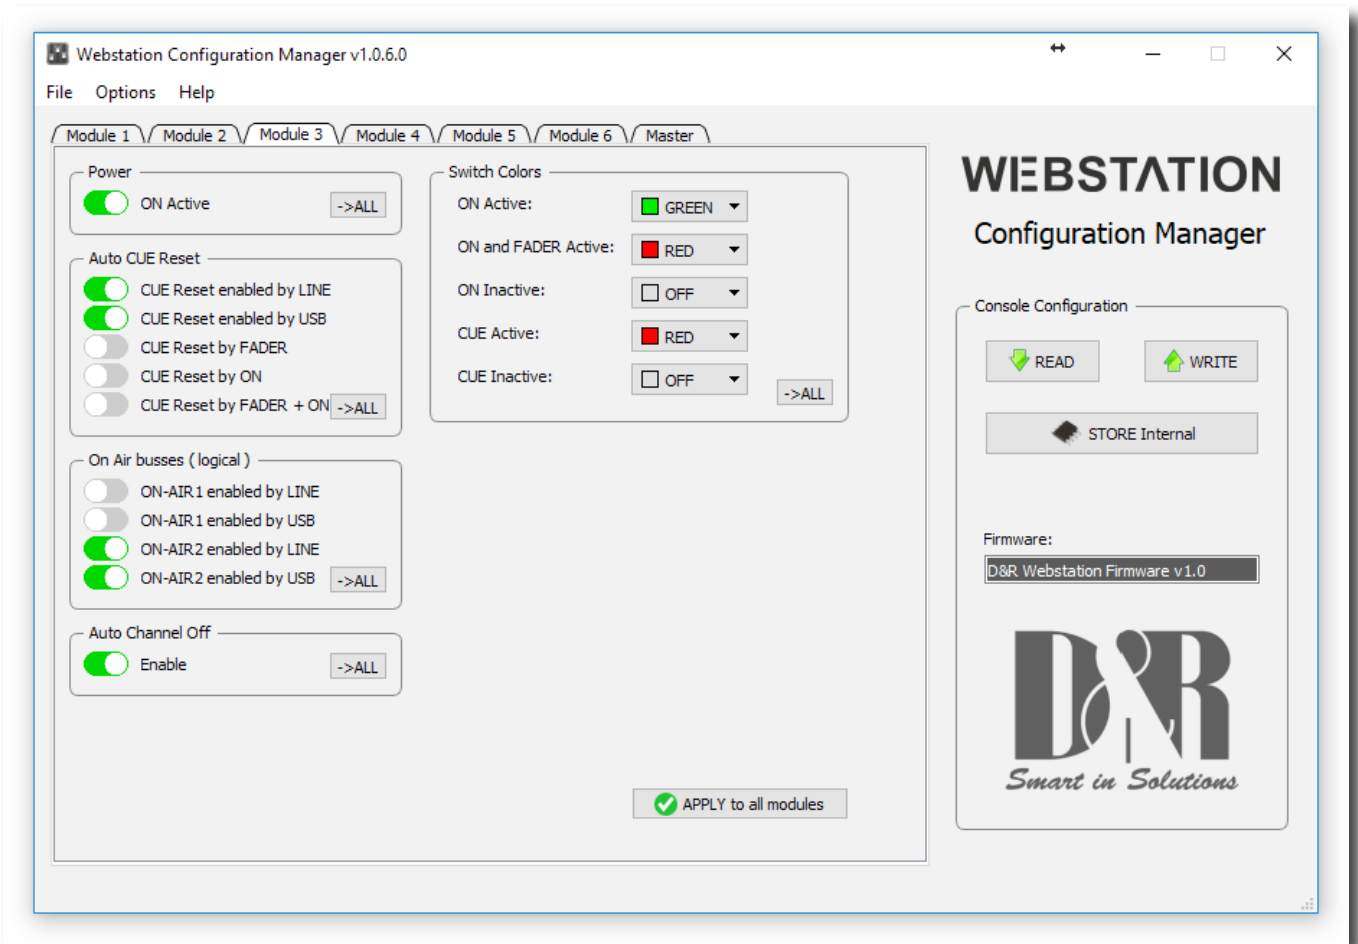 Webstation Configuration Manager v1.0.6.0
File Options Help
Module 1 Module 2 Module 3 Module 4 Module 5 Module 6 Master
Power
ON Active
->ALL
Auto CUE Reset
CUE Reset enabled by LINE
CUE Reset enabled by USB
CUE Reset by FADER
CUE Reset by ON
CUE Reset by FADER + ON
->ALL
On Air busses ( logical )
ON-AIR1 enabled by LINE
ON-AIR1 enabled by USB
ON-AIR2 enabled by LINE
ON-AIR2 enabled by USB
->ALL
Auto Channel Off
Enable
->ALL
Switch Colors
ON Active: GREEN
ON and FADER Active: RED
ON Inactive: OFF
CUE Active: RED
CUE Inactive: OFF
->ALL
APPLY to all modules
WEBSTATION
Configuration Manager
Console Configuration
READ
WRITE
STORE Internal
Firmware:
D&R Webstation Firmware v1.0
D&R
Smart in Solutions